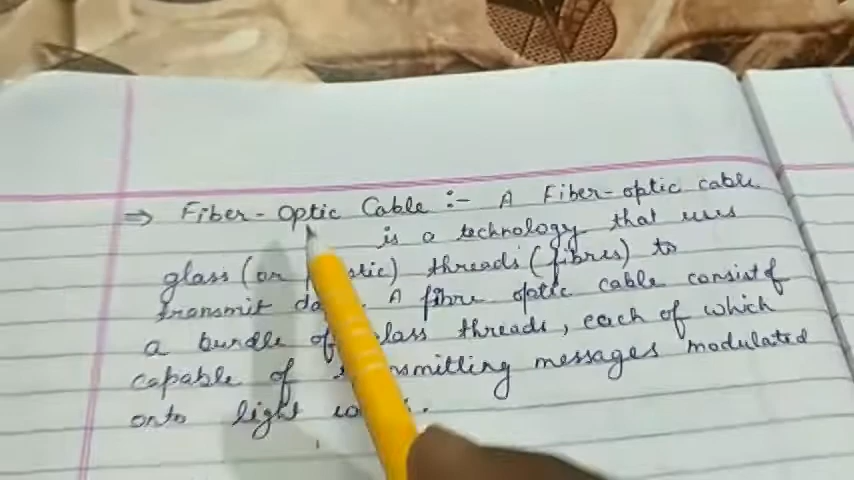 ⇒ Fiber-Optic Cable :- A Fiber-optic cable
is a technology that uses
glass (or stic) threads (fibres) to
transmit da . A fibre optic cable consist of
a bundle of lass threads, each of which
capable of nsmitting messages modulated
onto light